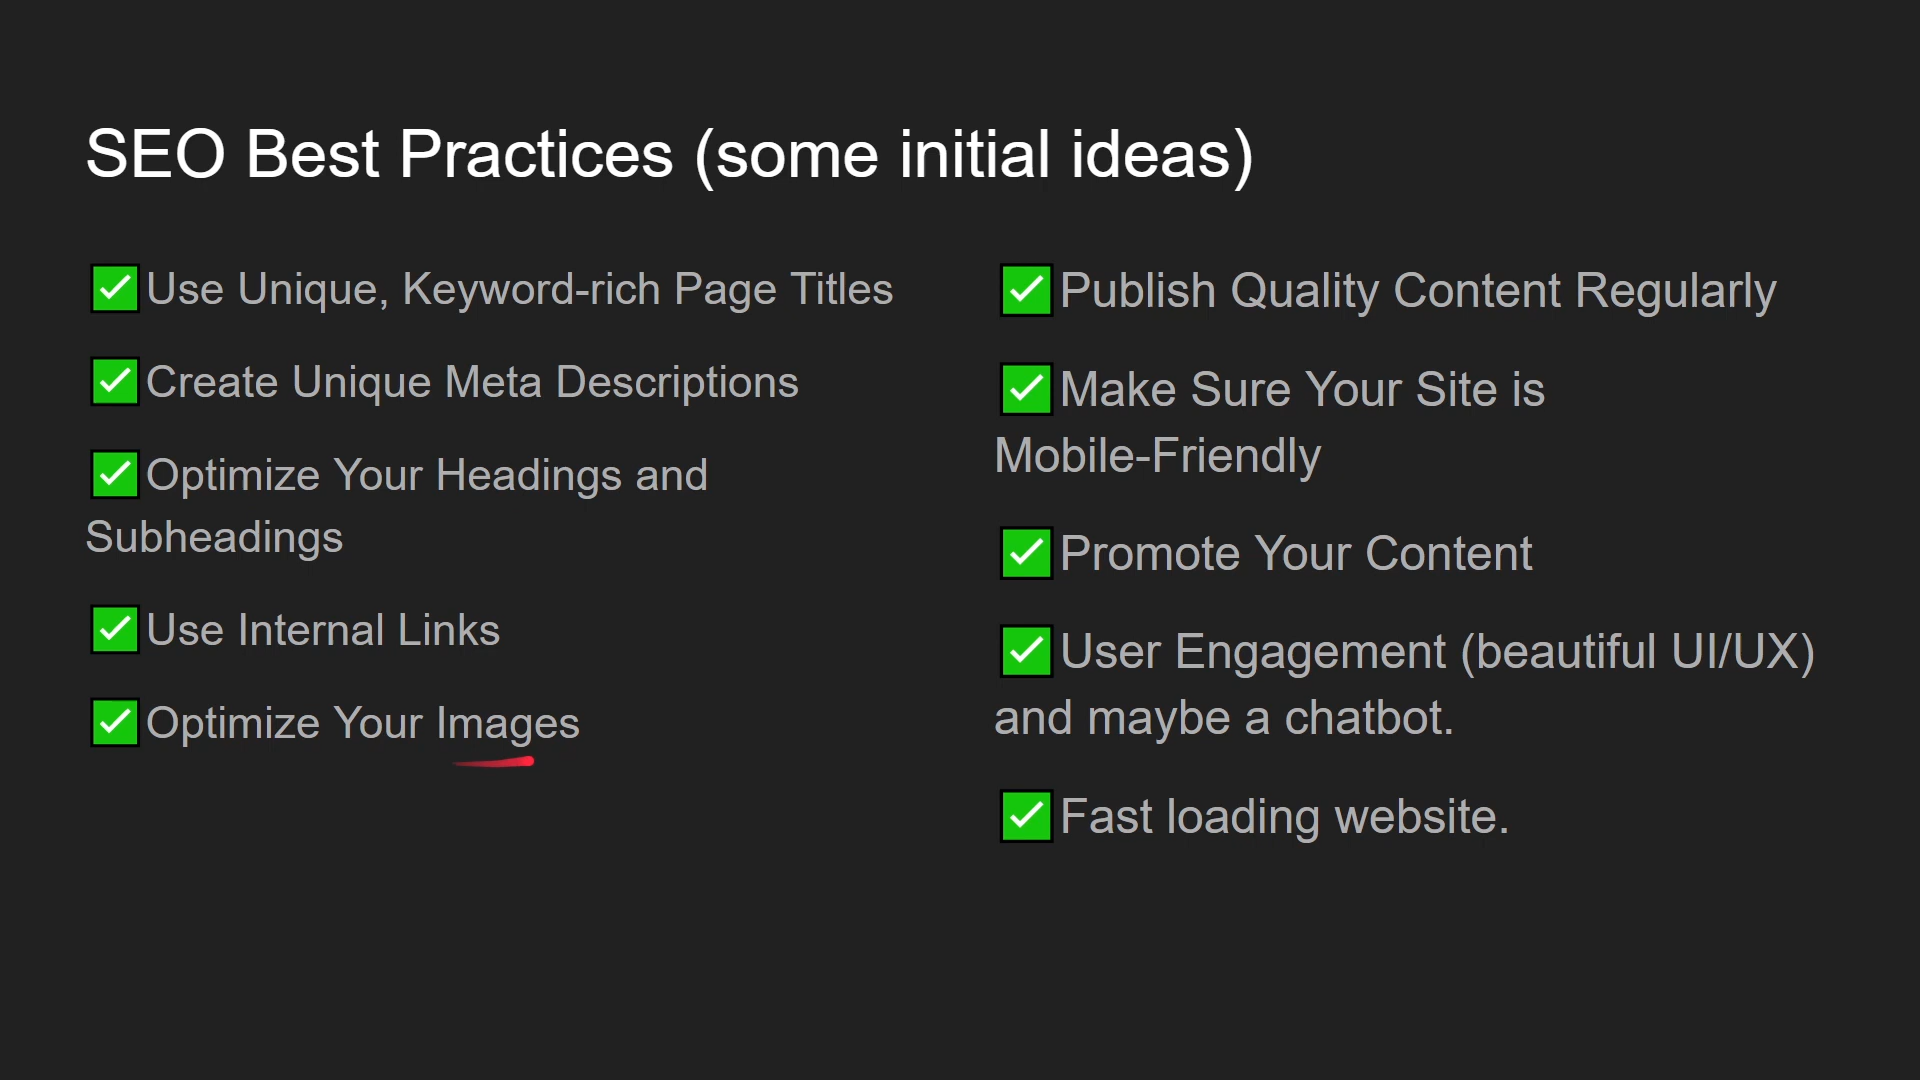 SEO Best Practices (some initial ideas)
✅Use Unique, Keyword-rich Page Titles
✅Create Unique Meta Descriptions
✅Optimize Your Headings and
Subheadings
✅Use Internal Links
✅Optimize Your Images
✅Publish Quality Content Regularly
✅Make Sure Your Site is
Mobile-Friendly
✅Promote Your Content
✅User Engagement (beautiful UI/UX)
and maybe a chatbot.
✅Fast loading website.